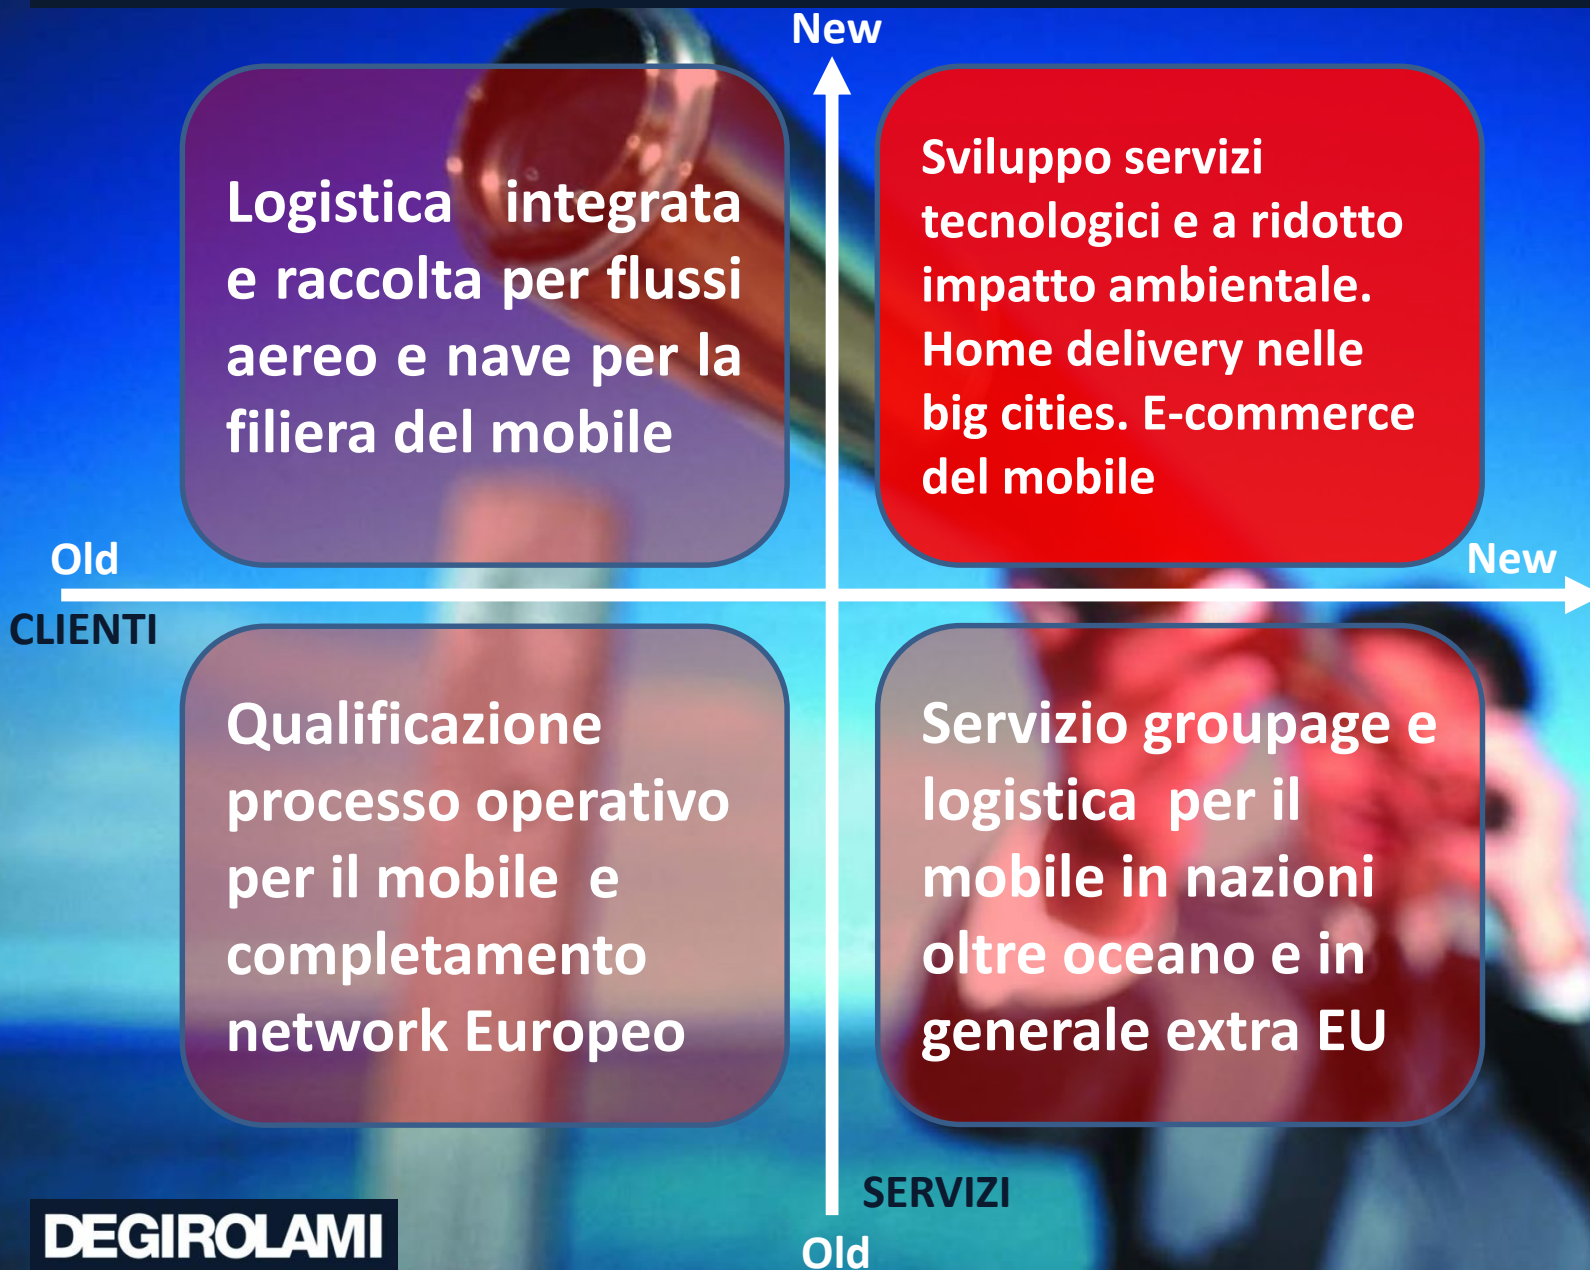 New
Logistica integrata
e raccolta per flussi
aereo e nave per la
filiera del mobile
Sviluppo servizi
tecnologici e a ridotto
impatto ambientale.
Home delivery nelle
big cities. E-commerce
del mobile
Old
New
CLIENTI
Qualificazione
processo operativo
per il mobile e
completamento
network Europeo
Servizio groupage e
logistica per il
mobile in nazioni
oltre oceano e in
generale extra EU
SERVIZI
DEGIROLAMI
Old